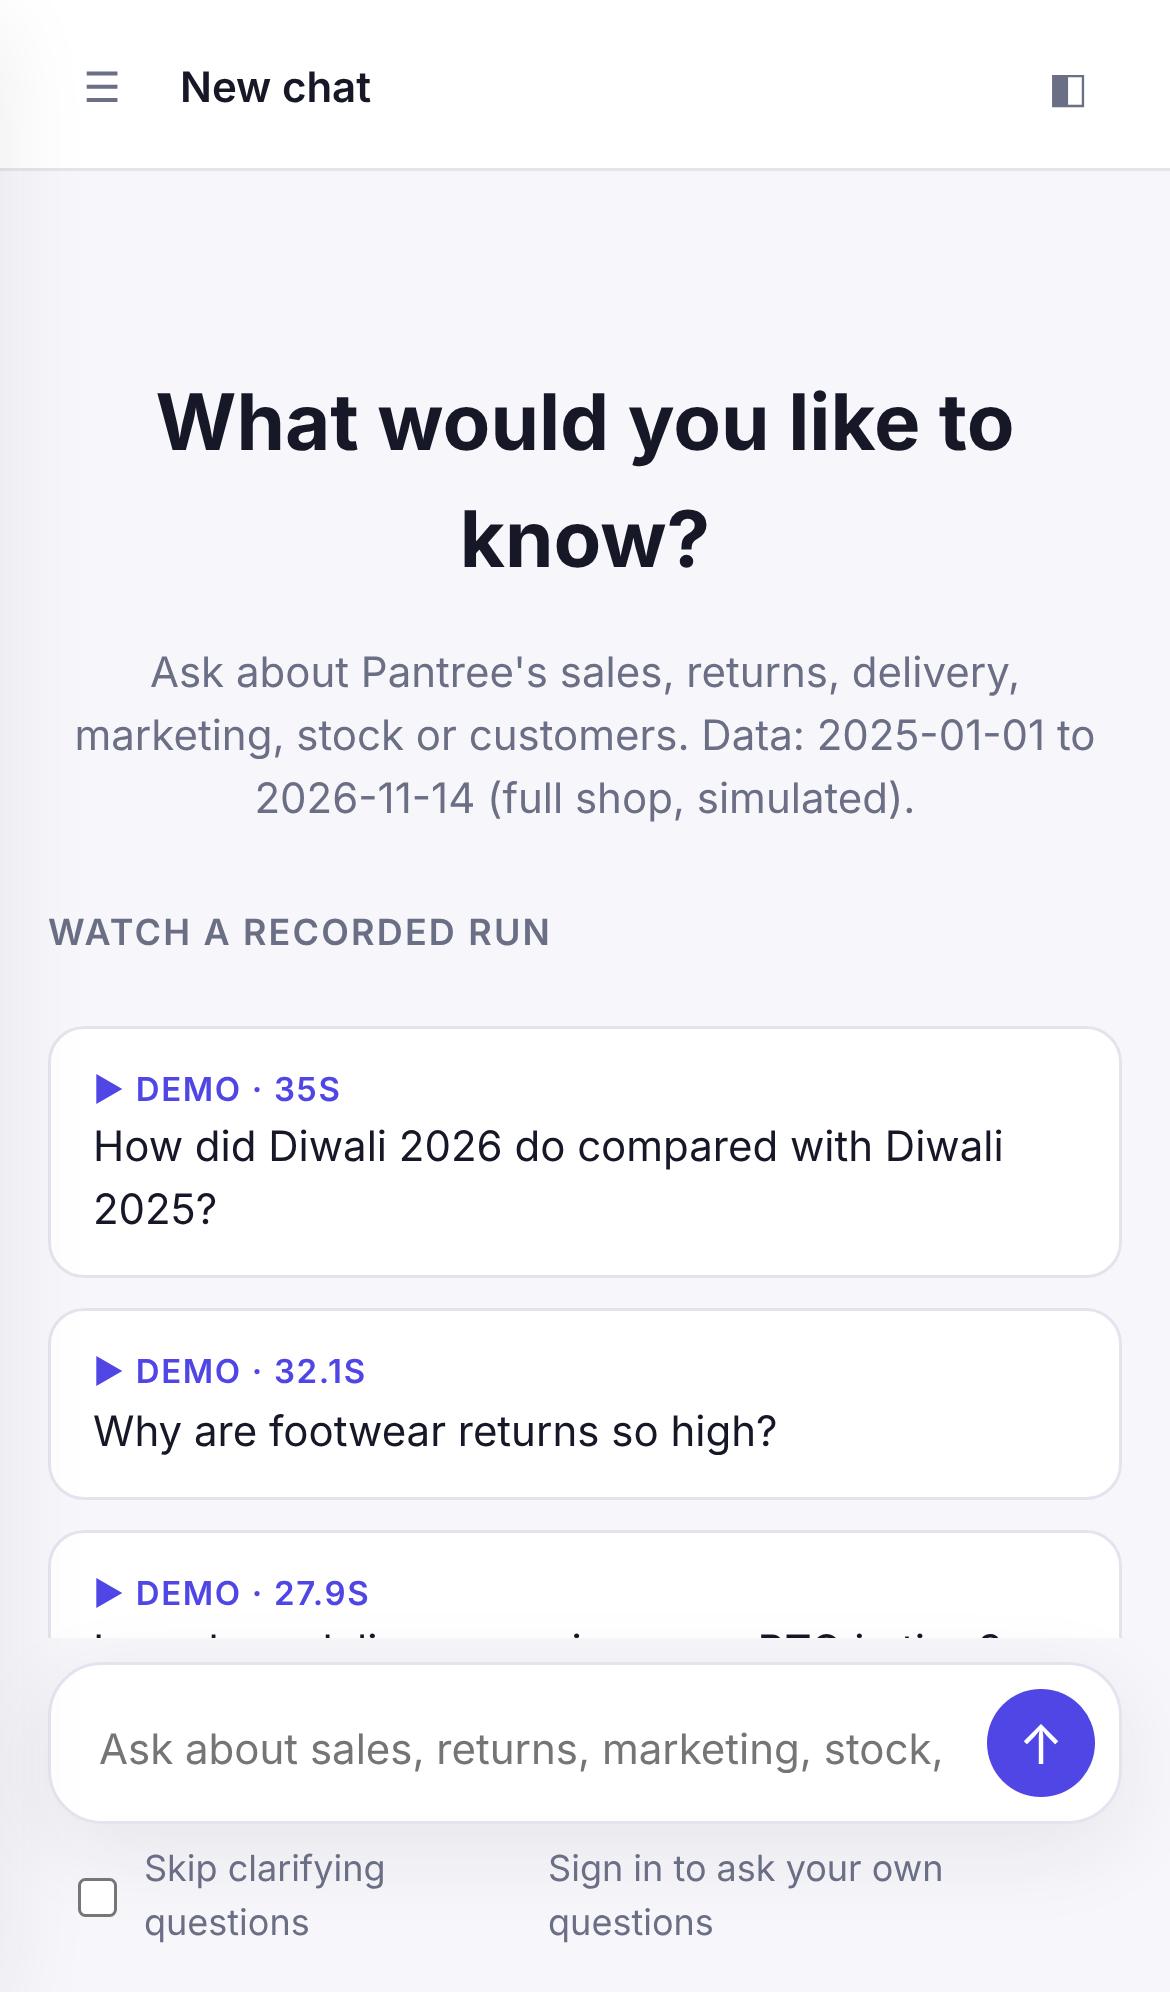 New chat
What would you like to
know?
Ask about Pantree's sales, returns, delivery,
marketing, stock or customers. Data: 2025-01-01 to
2026-11-14 (full shop, simulated).
WATCH A RECORDED RUN
▶ DEMO · 35S
How did Diwali 2026 do compared with Diwali
2025?
▶ DEMO · 32.1S
Why are footwear returns so high?
▶ DEMO · 27.9S
Ask about sales, returns, marketing, stock,
Skip clarifying
questions
Sign in to ask your own
questions